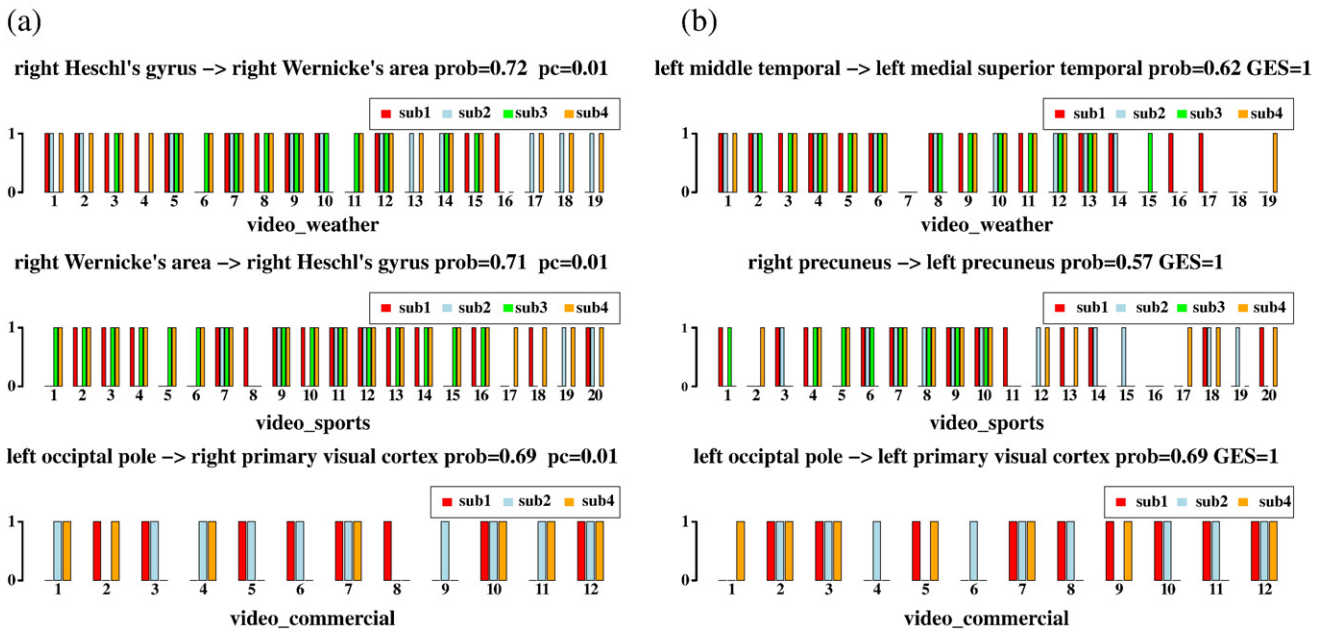 (a)
right Heschl's gyrus −> right Wernicke's area prob=0.72 pc=0.01
sub1 sub2 sub3 sub4
1
0
1 2 3 4 5 6 7 8 9 10 11 12 13 14 15 16 17 18 19
video_weather
right Wernicke's area −> right Heschl's gyrus prob=0.71 pc=0.01
sub1 sub2 sub3 sub4
1
0
1 2 3 4 5 6 7 8 9 10 11 12 13 14 15 16 17 18 19 20
video_sports
left occiptal pole −> right primary visual cortex prob=0.69 pc=0.01
sub1 sub2 sub4
1
0
1 2 3 4 5 6 7 8 9 10 11 12
video_commercial
(b)
left middle temporal −> left medial superior temporal prob=0.62 GES=1
sub1 sub2 sub3 sub4
1
0
1 2 3 4 5 6 7 8 9 10 11 12 13 14 15 16 17 18 19
video_weather
right precuneus −> left precuneus prob=0.57 GES=1
sub1 sub2 sub3 sub4
1
0
1 2 3 4 5 6 7 8 9 10 11 12 13 14 15 16 17 18 19 20
video_sports
left occiptal pole −> left primary visual cortex prob=0.69 GES=1
sub1 sub2 sub4
1
0
1 2 3 4 5 6 7 8 9 10 11 12
video_commercial